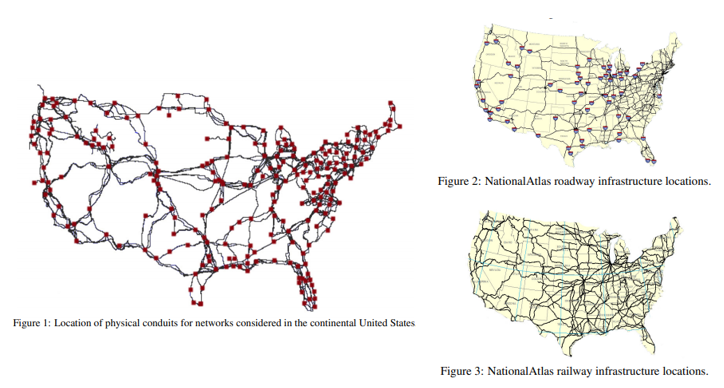 Figure 1: Location of physical conduits for networks considered in the continental United States
Figure 2: NationalAtlas roadway infrastructure locations.
Figure 3: NationalAtlas railway infrastructure locations.